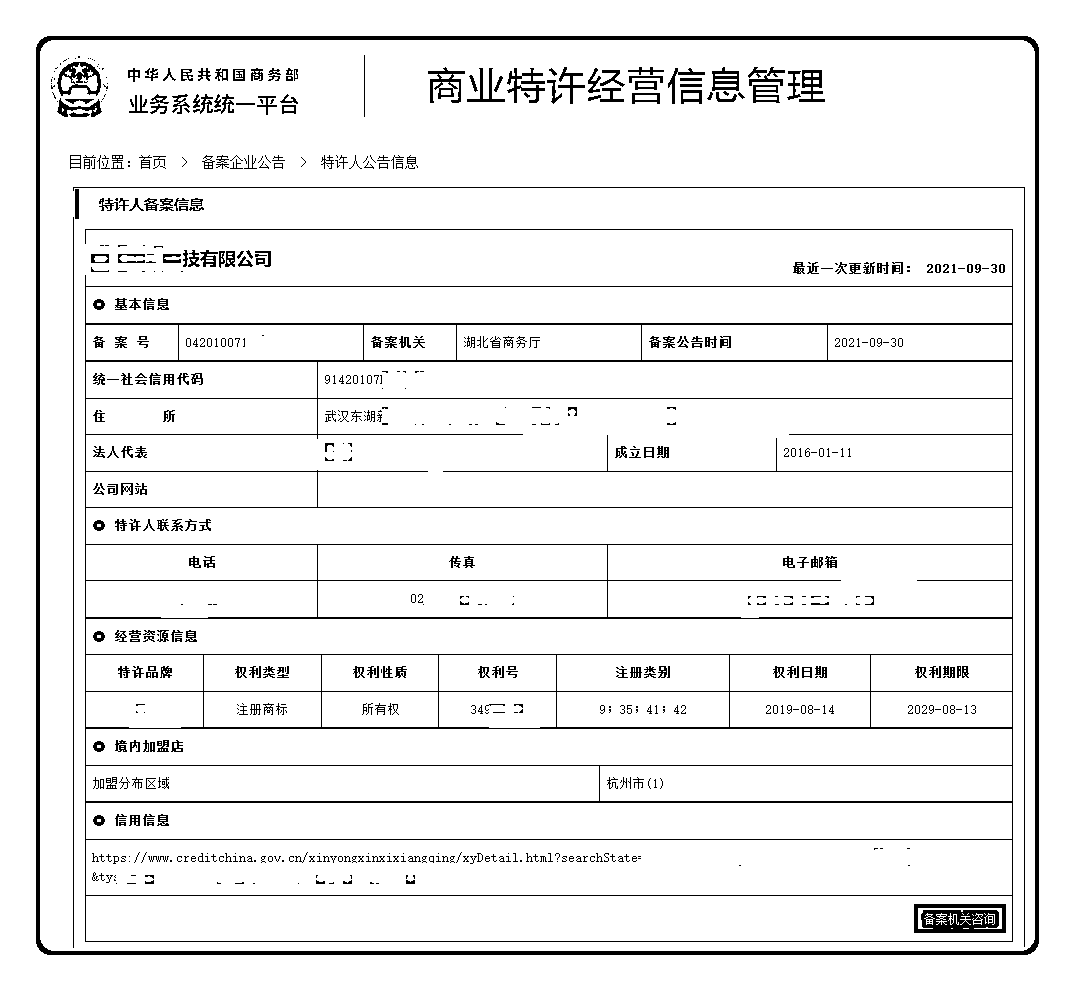 中华人民共和国商务部
业务系统统一平台
商业特许经营信息管理
目前位置：首页 > 备案企业公告 > 特许人公告信息
特许人备案信息
技有限公司
最近一次更新时间： 2021-09-30
基本信息
备 案 号 042010071 备案机关 湖北省商务厅 备案公告时间 2021-09-30
统一社会信用代码 91420107
住 所 武汉东湖新
法人代表 成立日期 2016-01-11
公司网站
特许人联系方式
电话 传真 电子邮箱
02
经营资源信息
特许品牌 权利类型 权利性质 权利号 注册类别 权利日期 权利期限
注册商标 所有权 349 9；35；41；42 2019-08-14 2029-08-13
境内加盟店
加盟分布区域 杭州市(1)
信用信息
https://www.creditchina.gov.cn/xinyongxinxixiangqing/xyDetail.html?searchState=
&ty
备案机关咨询